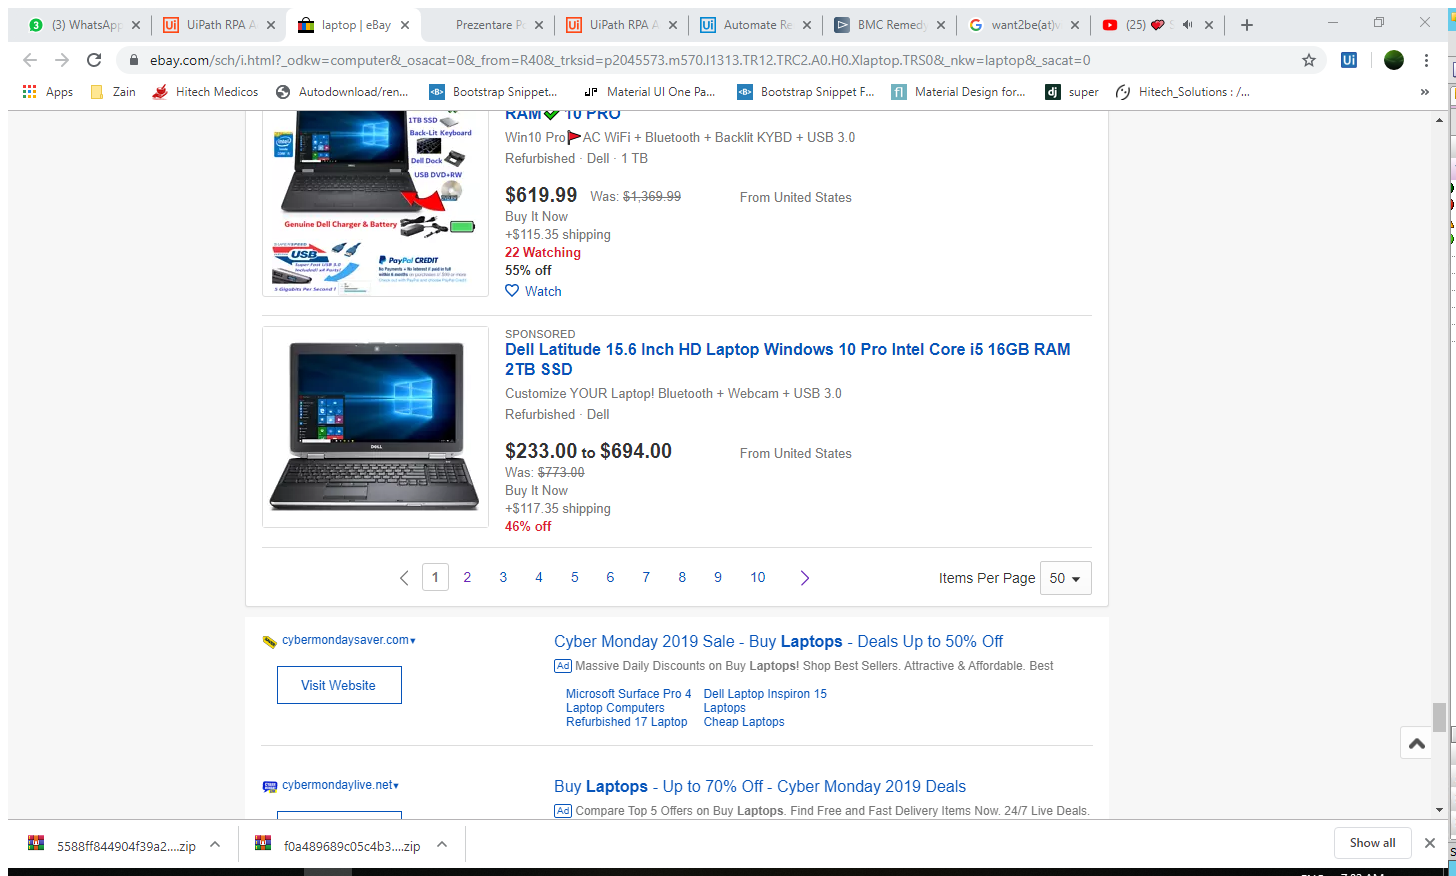 (3) WhatsApp
UiPath RPA A
laptop | eBay
Prezentare P
UiPath RPA A
Automate Re
BMC Remedy
want2be(at)v
(25)
ebay.com/sch/i.html?_odkw=computer&_osacat=0&_from=R40&_trksid=p2045573.m570.l1313.TR12.TRC2.A0.H0.Xlaptop.TRS0&_nkw=laptop&_sacat=0
Apps
Zain
Hitech Medicos
Autodownload/ren...
Bootstrap Snippet...
Material UI One Pa...
Bootstrap Snippet F...
Material Design for...
super
Hitech_Solutions : /...
1TB SSD
Back-Lit Keyboard
Dell Dock
USB DVD+RW
Genuine Dell Charger & Battery
USB
Super Fast USB 3.0
Included! x4 Ports!
5 Gigabits Per Second !
PayPal CREDIT
No Payments + No Interest if paid in full
RAM 10 PRO
Win10 Pro AC WiFi + Bluetooth + Backlit KYBD + USB 3.0
Refurbished · Dell · 1 TB
$619.99 Was: $1,369.99 From United States
Buy It Now
+$115.35 shipping
22 Watching
55% off
Watch
SPONSORED
Dell Latitude 15.6 Inch HD Laptop Windows 10 Pro Intel Core i5 16GB RAM
2TB SSD
Customize YOUR Laptop! Bluetooth + Webcam + USB 3.0
Refurbished · Dell
$233.00 to $694.00 From United States
Was: $773.00
Buy It Now
+$117.35 shipping
46% off
DELL
1 2 3 4 5 6 7 8 9 10
Items Per Page 50
cybermondaysaver.com
Visit Website
Cyber Monday 2019 Sale - Buy Laptops - Deals Up to 50% Off
Ad Massive Daily Discounts on Buy Laptops! Shop Best Sellers. Attractive & Affordable. Best
Microsoft Surface Pro 4 Dell Laptop Inspiron 15
Laptop Computers Laptops
Refurbished 17 Laptop Cheap Laptops
cybermondaylive.net
Buy Laptops - Up to 70% Off - Cyber Monday 2019 Deals
Ad Compare Top 5 Offers on Buy Laptops. Find Free and Fast Delivery Items Now. 24/7 Live Deals.
5588ff844904f39a2....zip
f0a489689c05c4b3....zip
Show all